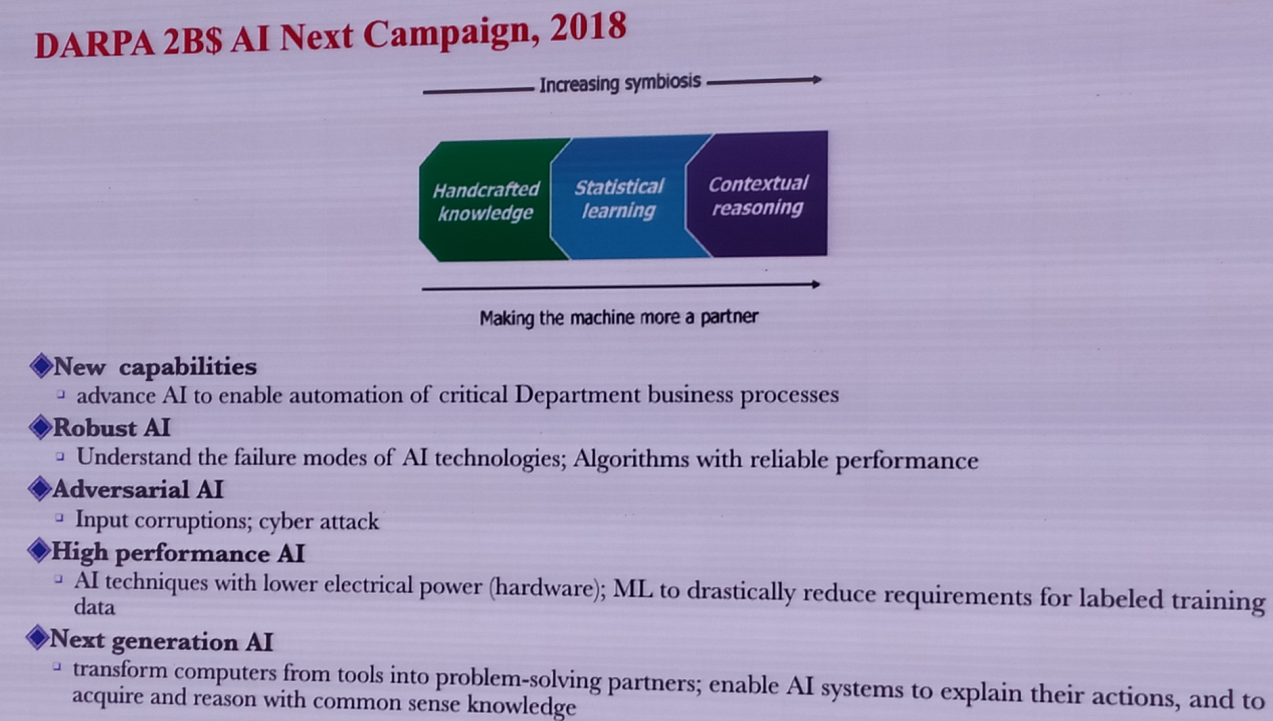 DARPA 2B$ AI Next Campaign, 2018
Increasing symbiosis
Handcrafted
knowledge
Statistical
learning
Contextual
reasoning
Making the machine more a partner
New capabilities
advance AI to enable automation of critical Department business processes
Robust AI
Understand the failure modes of AI technologies; Algorithms with reliable performance
Adversarial AI
Input corruptions; cyber attack
High performance AI
AI techniques with lower electrical power (hardware); ML to drastically reduce requirements for labeled training
data
Next generation AI
transform computers from tools into problem-solving partners; enable AI systems to explain their actions, and to
acquire and reason with common sense knowledge